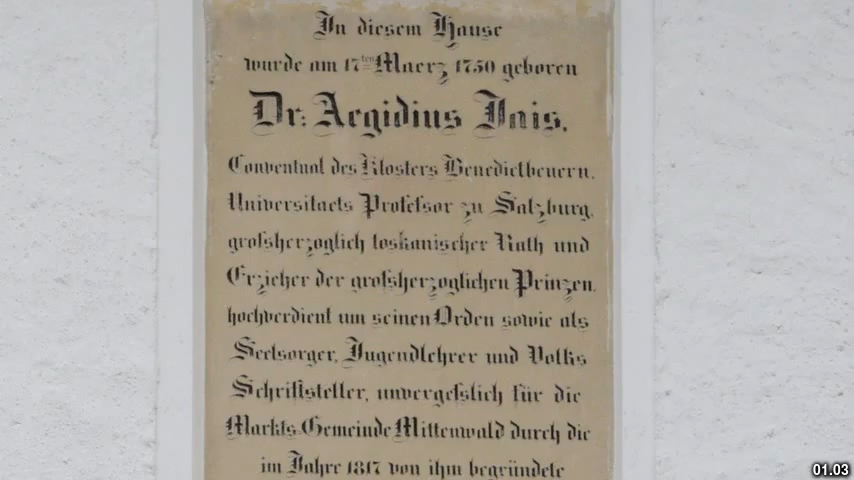 In diesem Hause
wurde am 17ten Maerz 1750 geboren
Dr: Aegidius Jais,
Conventual des Klosters Benedictbeuern,
Universitaets Profeſsor zu Salzburg,
groſsherzoglich toskanischer Rath und
Erzieher der groſsherzoglichen Prinzen,
hochverdient um seinen Orden sowie als
Seelsorger, Jugendlehrer und Volks
Schriftsteller, unvergeſslich für die
Markts-Gemeinde Mittenwald durch die
im Jahre 1817 von ihm begründete
01.03